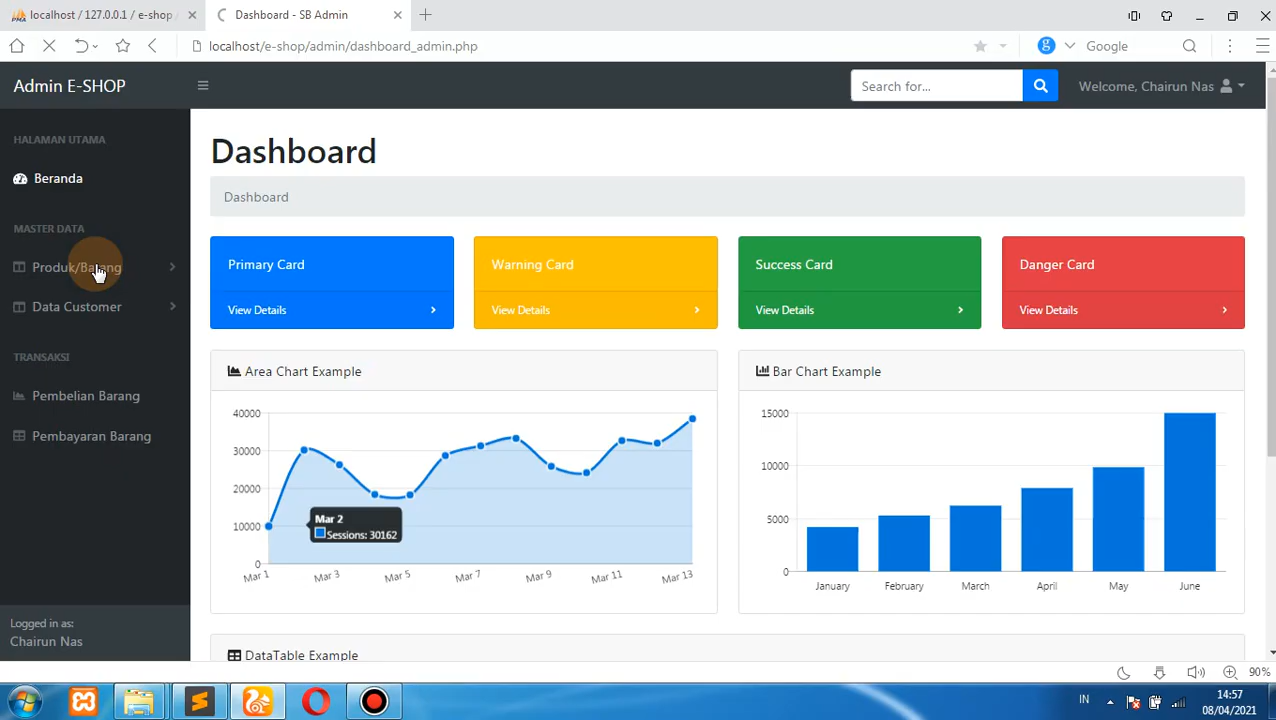 localhost / 127.0.0.1 / e-shop
Dashboard - SB Admin
localhost/e-shop/admin/dashboard_admin.php
g
Google
Admin E-SHOP
Search for...
Welcome, Chairun Nas
HALAMAN UTAMA
Beranda
MASTER DATA
Produk/Barang
Data Customer
TRANSAKSI
Pembelian Barang
Pembayaran Barang
Logged in as:
Chairun Nas
Dashboard
Dashboard
Primary Card
View Details
Warning Card
View Details
Success Card
View Details
Danger Card
View Details
Area Chart Example
40000
30000
20000
10000
0
Mar 2
Sessions: 30162
Mar 1 Mar 3 Mar 5 Mar 7 Mar 9 Mar 11 Mar 13
Bar Chart Example
15000
10000
5000
0
January February March April May June
DataTable Example
90%
IN
14:57
08/04/2021